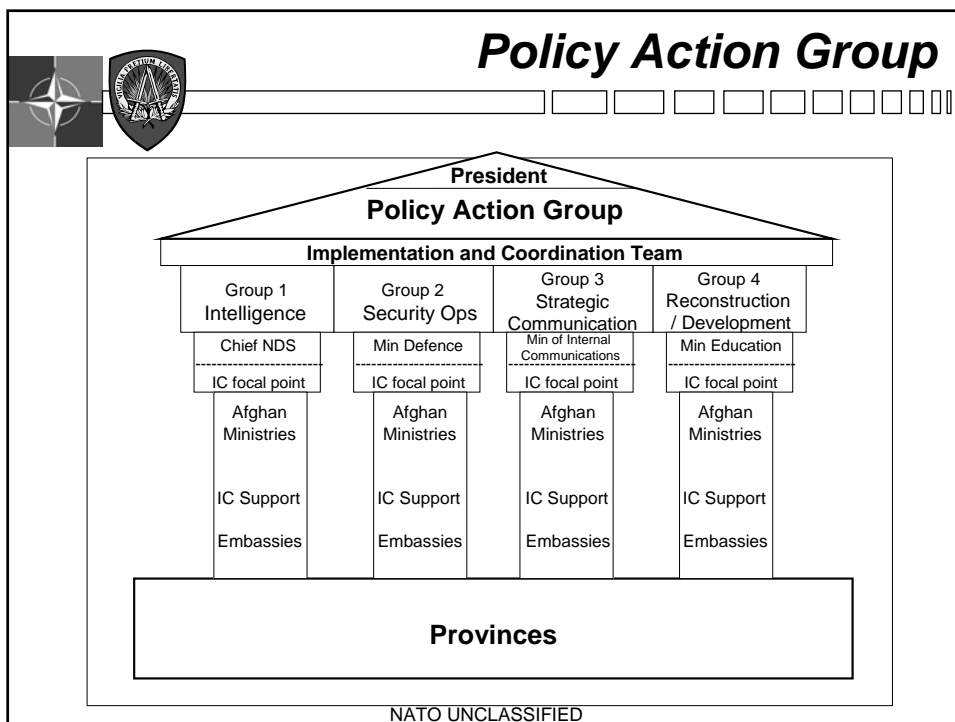 Policy Action Group
VIGILIA PRETIUM LIBERTATIS
President
Policy Action Group
Implementation and Coordination Team
Group 1
Intelligence
Group 2
Security Ops
Group 3
Strategic
Communication
Group 4
Reconstruction
/ Development
Chief NDS
IC focal point
Min Defence
IC focal point
Min of Internal
Communications
IC focal point
Min Education
IC focal point
Afghan
Ministries
IC Support
Embassies
Afghan
Ministries
IC Support
Embassies
Afghan
Ministries
IC Support
Embassies
Afghan
Ministries
IC Support
Embassies
Provinces
NATO UNCLASSIFIED